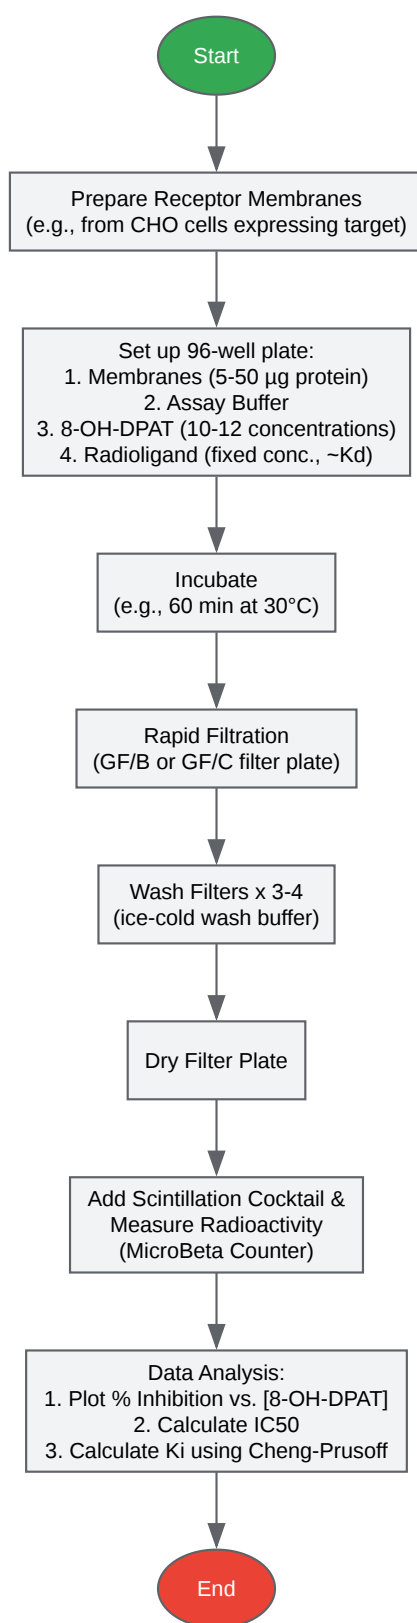 Start
Prepare Receptor Membranes
(e.g., from CHO cells expressing target)
Set up 96-well plate:
1. Membranes (5-50 µg protein)
2. Assay Buffer
3. 8-OH-DPAT (10-12 concentrations)
4. Radioligand (fixed conc., ~Kd)
Incubate
(e.g., 60 min at 30°C)
Rapid Filtration
(GF/B or GF/C filter plate)
Wash Filters x 3-4
(ice-cold wash buffer)
Dry Filter Plate
Add Scintillation Cocktail &
Measure Radioactivity
(MicroBeta Counter)
Data Analysis:
1. Plot % Inhibition vs. [8-OH-DPAT]
2. Calculate IC50
3. Calculate Ki using Cheng-Prusoff
End